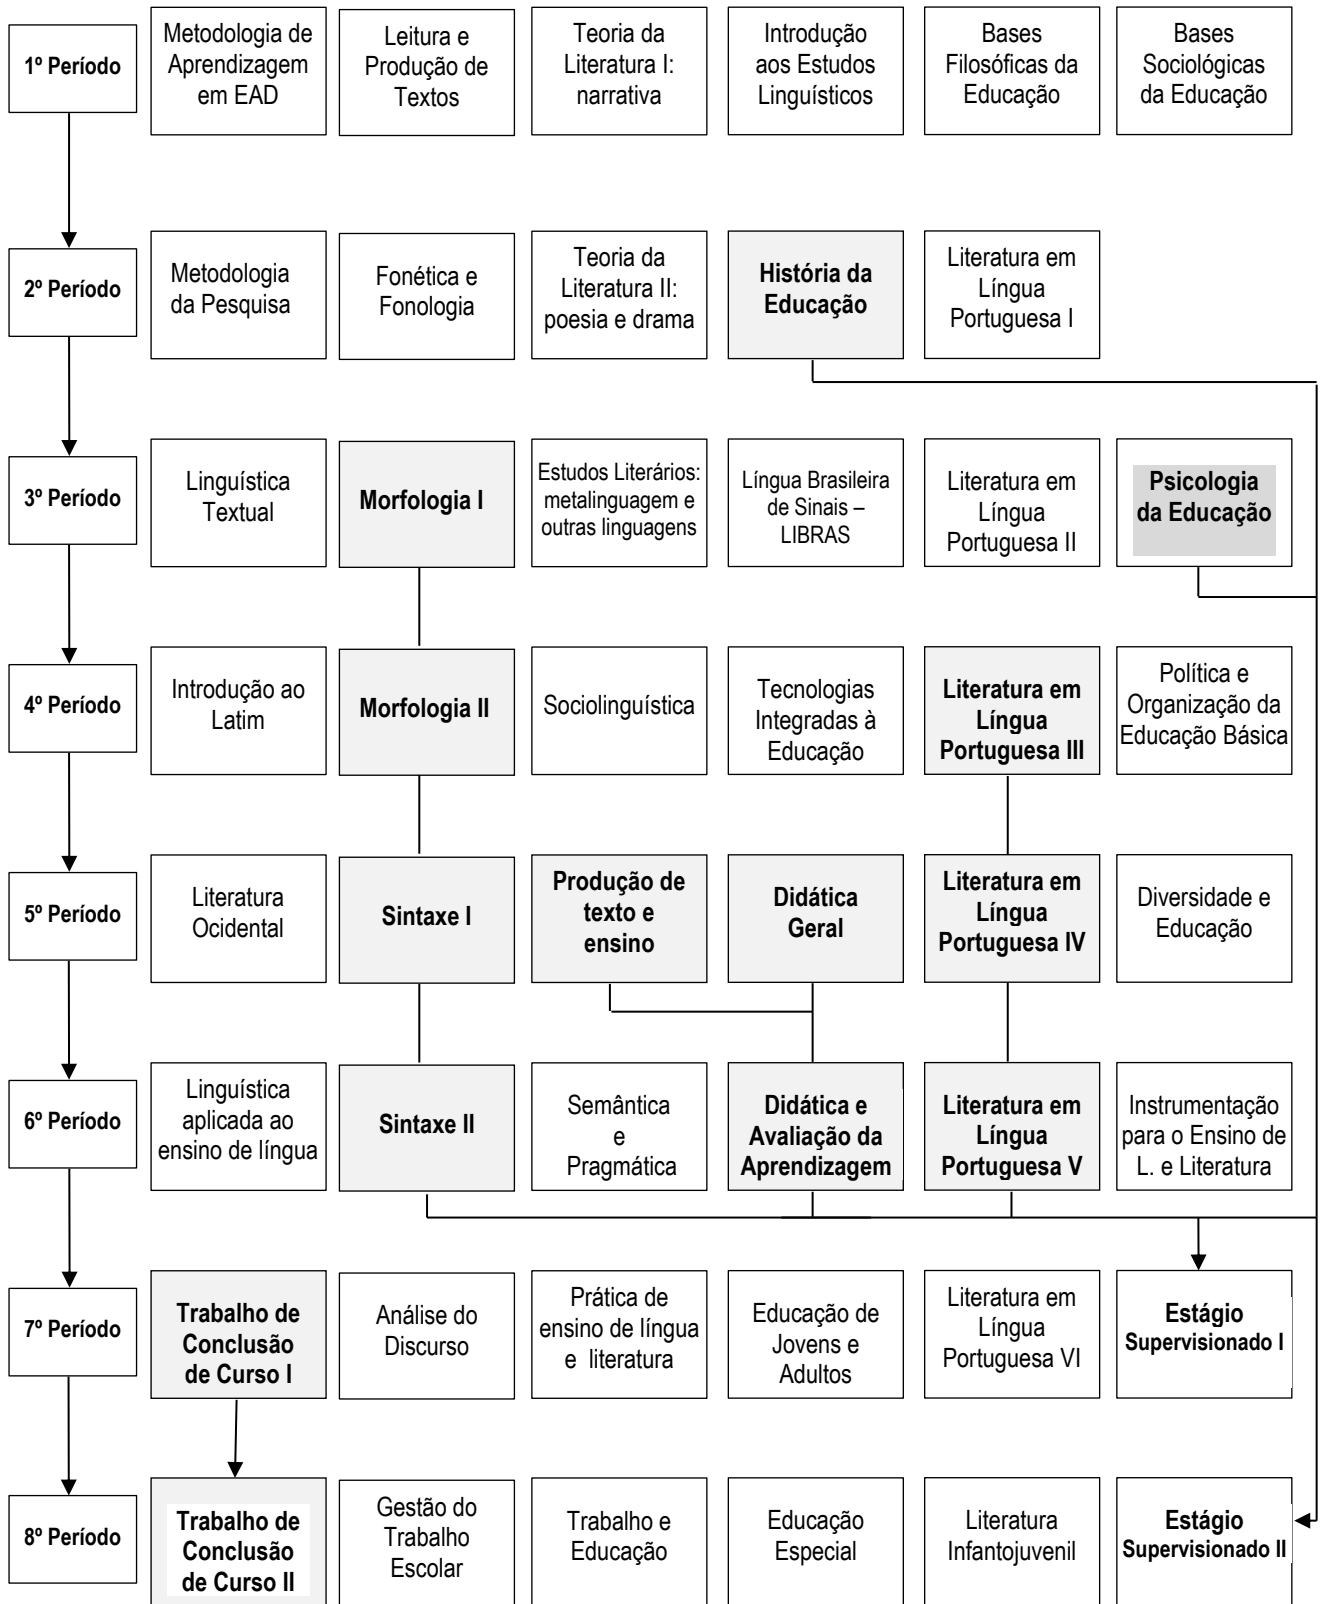 1º Período
Metodologia de
Aprendizagem
em EAD
Leitura e
Produção de
Textos
Teoria da
Literatura I:
narrativa
Introdução
aos Estudos
Linguísticos
Bases
Filosóficas da
Educação
Bases
Sociológicas
da Educação
2º Período
Metodologia
da Pesquisa
Fonética e
Fonologia
Teoria da
Literatura II:
poesia e drama
História da
Educação
Literatura em
Língua
Portuguesa I
3º Período
Linguística
Textual
Morfologia I
Estudos Literários:
metalinguagem e
outras linguagens
Língua Brasileira
de Sinais –
LIBRAS
Literatura em
Língua
Portuguesa II
Psicologia
da Educação
4º Período
Introdução ao
Latim
Morfologia II
Sociolinguística
Tecnologias
Integradas à
Educação
Literatura em
Língua
Portuguesa III
Política e
Organização da
Educação Básica
5º Período
Literatura
Ocidental
Sintaxe I
Produção de
texto e
ensino
Didática
Geral
Literatura em
Língua
Portuguesa IV
Diversidade e
Educação
6º Período
Linguística
aplicada ao
ensino de língua
Sintaxe II
Semântica
e
Pragmática
Didática e
Avaliação da
Aprendizagem
Literatura em
Língua
Portuguesa V
Instrumentação
para o Ensino de
L. e Literatura
7º Período
Trabalho de
Conclusão
de Curso I
Análise do
Discurso
Prática de
ensino de língua
e literatura
Educação de
Jovens e
Adultos
Literatura em
Língua
Portuguesa VI
Estágio
Supervisionado I
8º Período
Trabalho de
Conclusão
de Curso II
Gestão do
Trabalho
Escolar
Trabalho e
Educação
Educação
Especial
Literatura
Infantojuvenil
Estágio
Supervisionado II